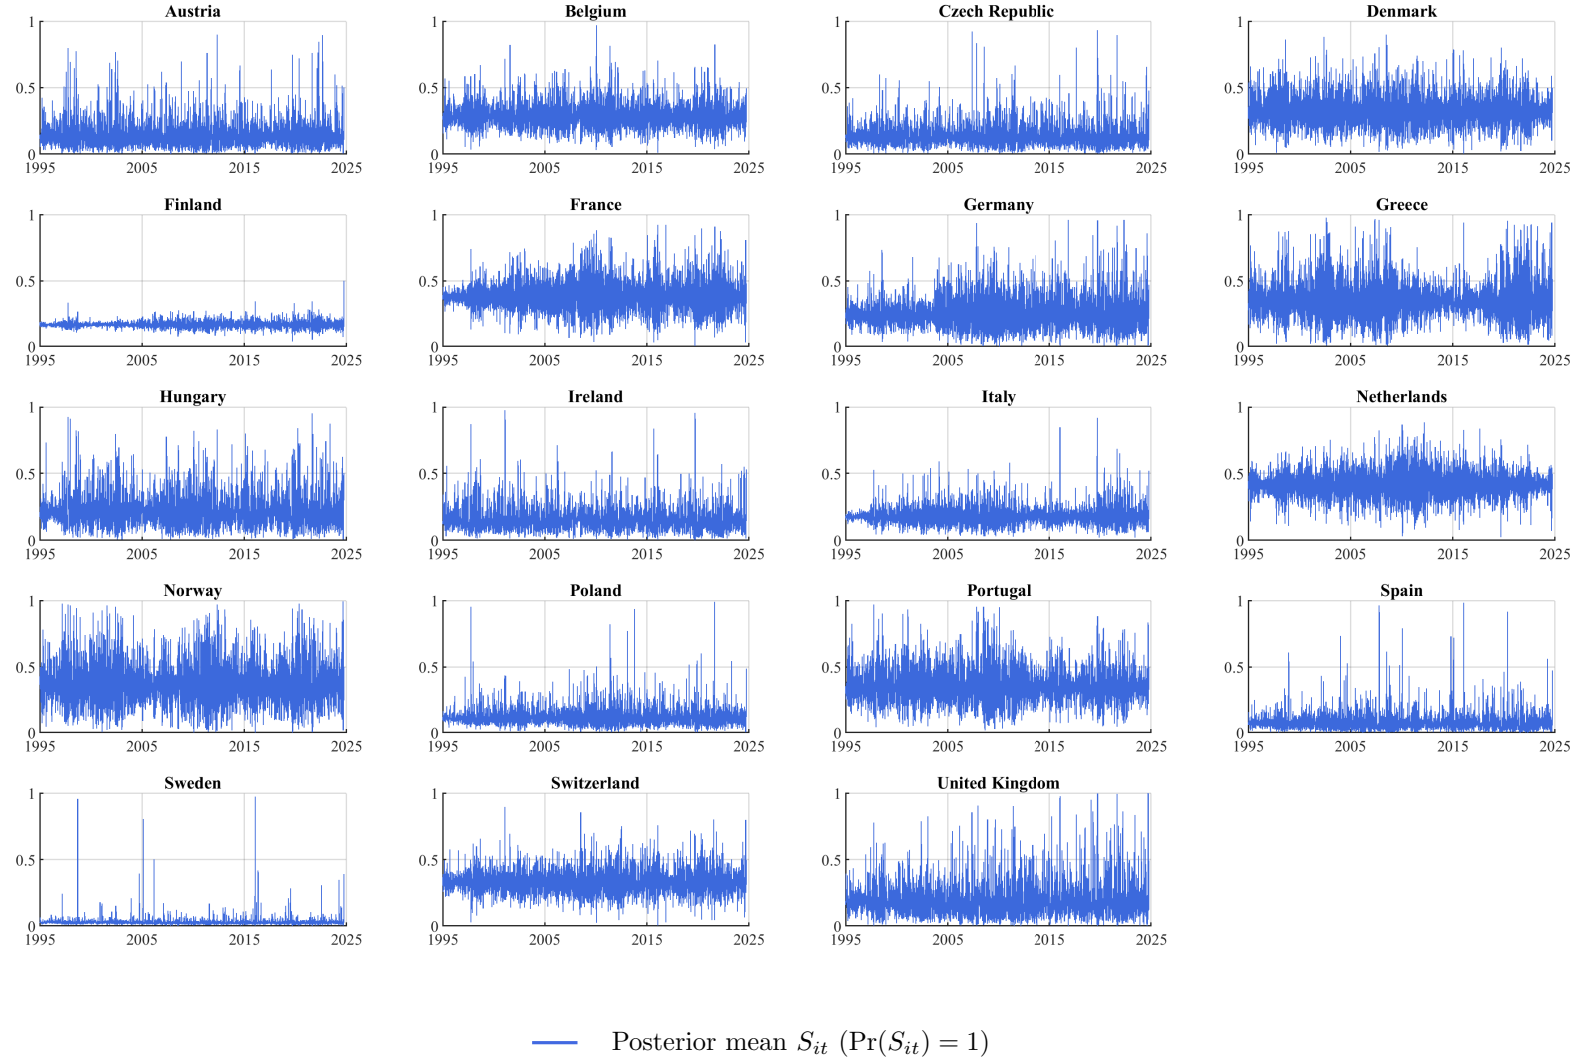 Austria
1
0.5
0
1995 2005 2015 2025
Belgium
1
0.5
0
1995 2005 2015 2025
Czech Republic
1
0.5
0
1995 2005 2015 2025
Denmark
1
0.5
0
1995 2005 2015 2025
Finland
1
0.5
0
1995 2005 2015 2025
France
1
0.5
0
1995 2005 2015 2025
Germany
1
0.5
0
1995 2005 2015 2025
Greece
1
0.5
0
1995 2005 2015 2025
Hungary
1
0.5
0
1995 2005 2015 2025
Ireland
1
0.5
0
1995 2005 2015 2025
Italy
1
0.5
0
1995 2005 2015 2025
Netherlands
1
0.5
0
1995 2005 2015 2025
Norway
1
0.5
0
1995 2005 2015 2025
Poland
1
0.5
0
1995 2005 2015 2025
Portugal
1
0.5
0
1995 2005 2015 2025
Spain
1
0.5
0
1995 2005 2015 2025
Sweden
1
0.5
0
1995 2005 2015 2025
Switzerland
1
0.5
0
1995 2005 2015 2025
United Kingdom
1
0.5
0
1995 2005 2015 2025
Posterior mean S_{it} (Pr(S_{it}) = 1)